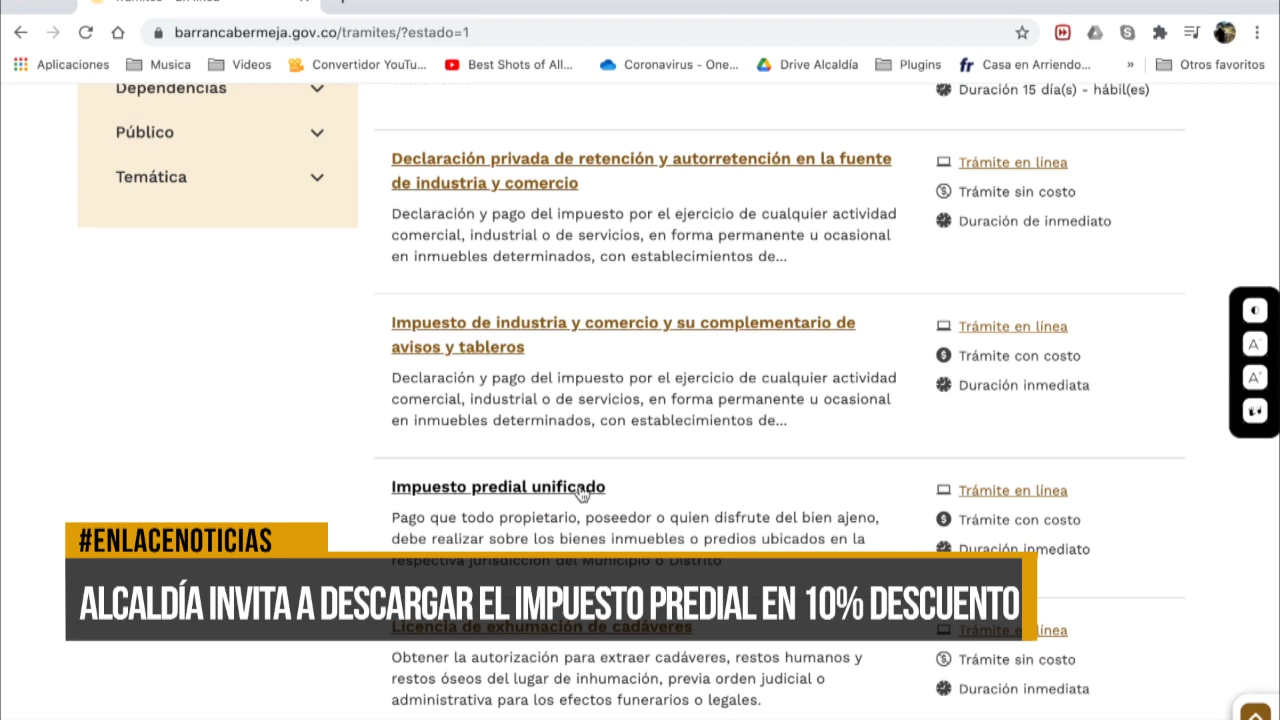 barrancabermeja.gov.co/tramites/?estado=1
Aplicaciones Musica Videos Convertidor YouTu... Best Shots of All... Coronavirus - One... Drive Alcaldía Plugins Casa en Arriendo... » Otros favoritos
Dependencias
Público
Temática
Duración 15 día(s) - hábil(es)
Declaración privada de retención y autorretención en la fuente
de industria y comercio
Declaración y pago del impuesto por el ejercicio de cualquier actividad
comercial, industrial o de servicios, en forma permanente u ocasional
en inmuebles determinados, con establecimientos de...
Trámite en línea
Trámite sin costo
Duración de inmediato
Impuesto de industria y comercio y su complementario de
avisos y tableros
Declaración y pago del impuesto por el ejercicio de cualquier actividad
comercial, industrial o de servicios, en forma permanente u ocasional
en inmuebles determinados, con establecimientos de...
Trámite en línea
Trámite con costo
Duración inmediata
Impuesto predial unificado
Pago que todo propietario, poseedor o quien disfrute del bien ajeno,
debe realizar sobre los bienes inmuebles o predios ubicados en la
respectiva jurisdicción del Municipio o Distrito
Trámite en línea
Trámite con costo
Duración inmediato
#ENLACENOTICIAS
ALCALDÍA INVITA A DESCARGAR EL IMPUESTO PREDIAL EN 10% DESCUENTO
Licencia de exhumación de cadáveres
Obtener la autorización para extraer cadáveres, restos humanos y
restos óseos del lugar de inhumación, previa orden judicial o
administrativa para los efectos funerarios o legales.
Trámite en línea
Trámite sin costo
Duración inmediata